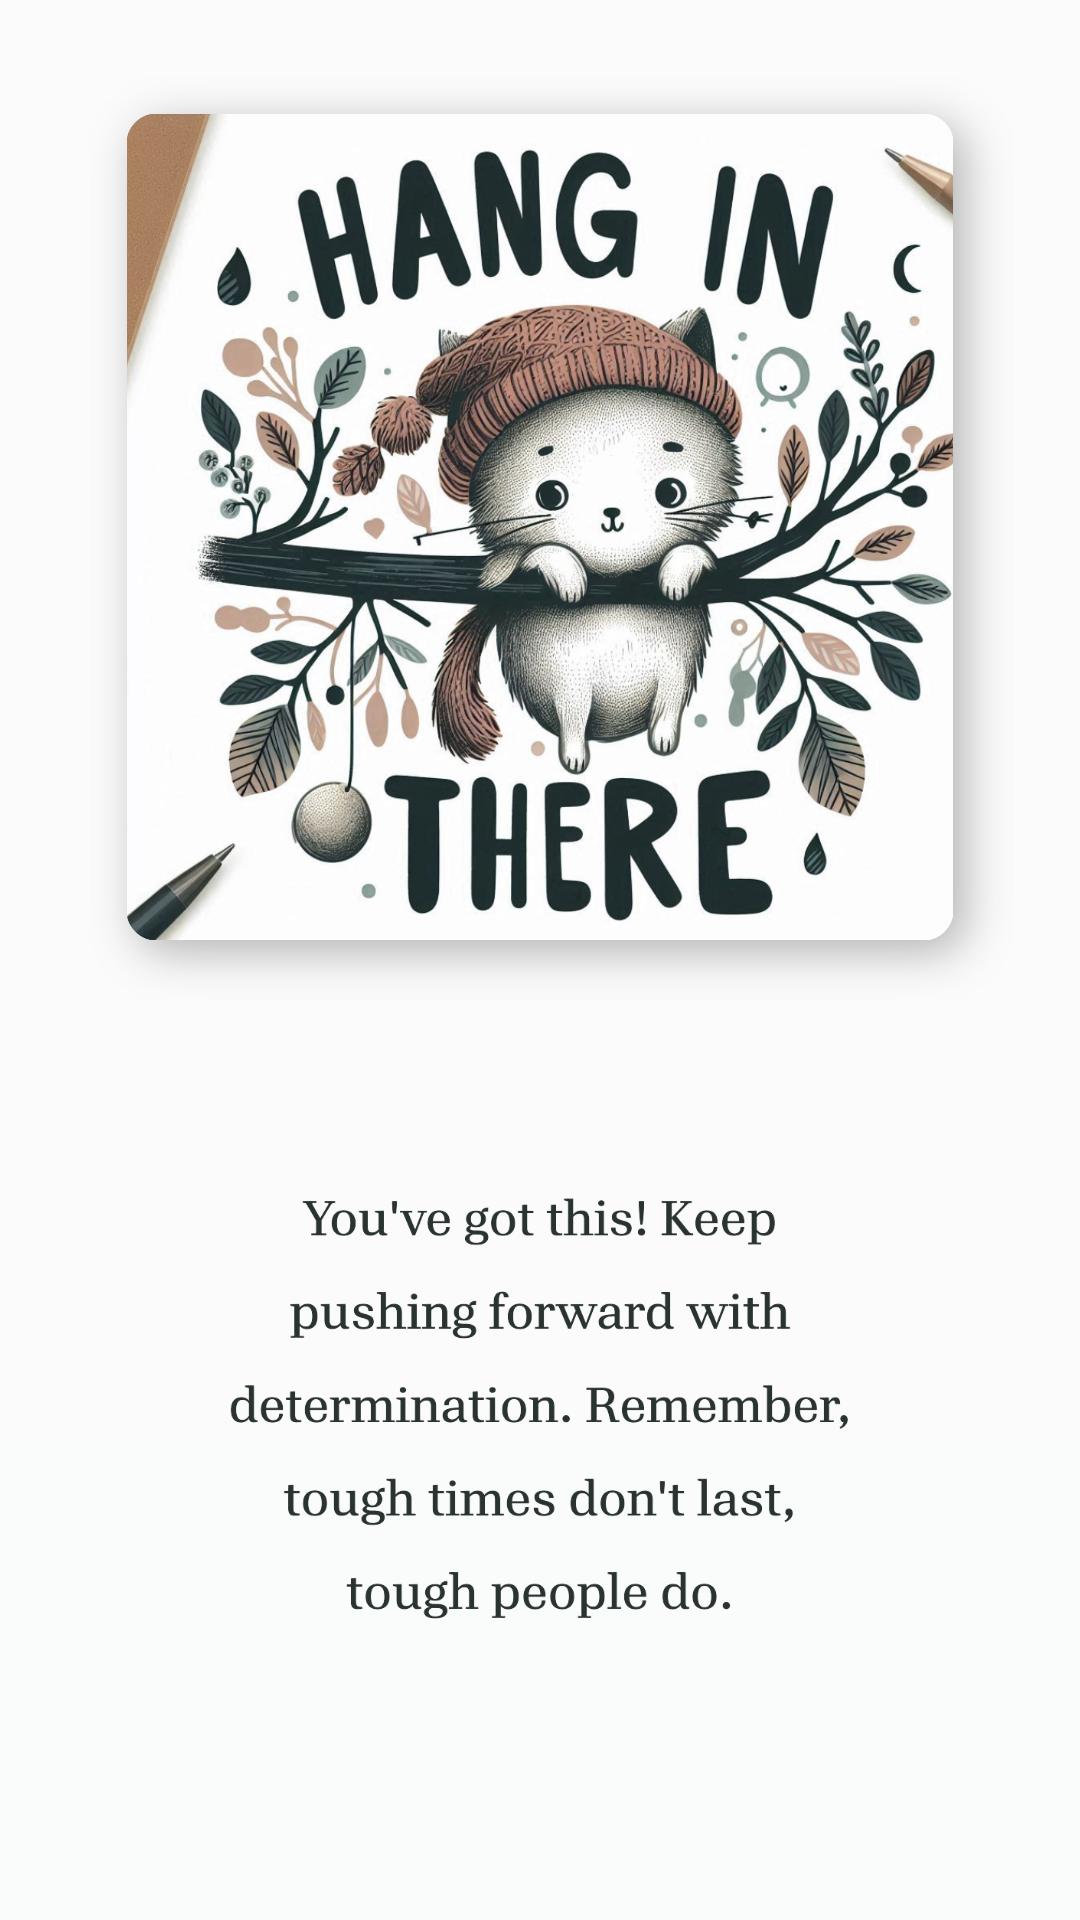 HANG IN
THERE
You've got this! Keep
pushing forward with
determination. Remember,
tough times don't last,
tough people do.